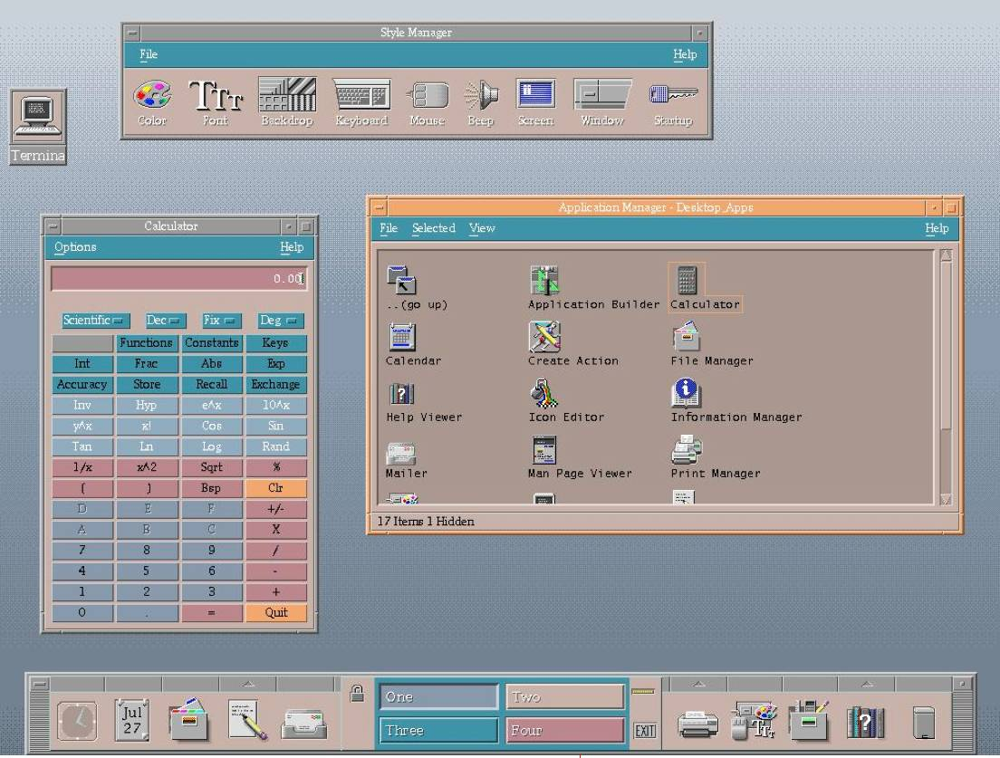 Style Manager
File Help
Color Font Backdrop Keyboard Mouse Beep Screen Window Startup
Termina
Calculator
Options Help
0.00
Scientific Dec Fix Deg
Functions Constants Keys
Int Frac Abs Exp
Accuracy Store Recall Exchange
Inv Hyp e^x 10^x
y^x x! Cos Sin
Tan Ln Log Rand
1/x x^2 Sqrt %
( ) Bsp Clr
D E F +/-
A B C X
7 8 9 /
4 5 6 -
1 2 3 +
0 . = Quit
Application Manager - Desktop_Apps
File Selected View Help
..(go up) Application Builder Calculator
Calendar Create Action File Manager
Help Viewer Icon Editor Information Manager
Mailer Man Page Viewer Print Manager
17 Items 1 Hidden
Jul
27
One Two
Three Four
EXIT